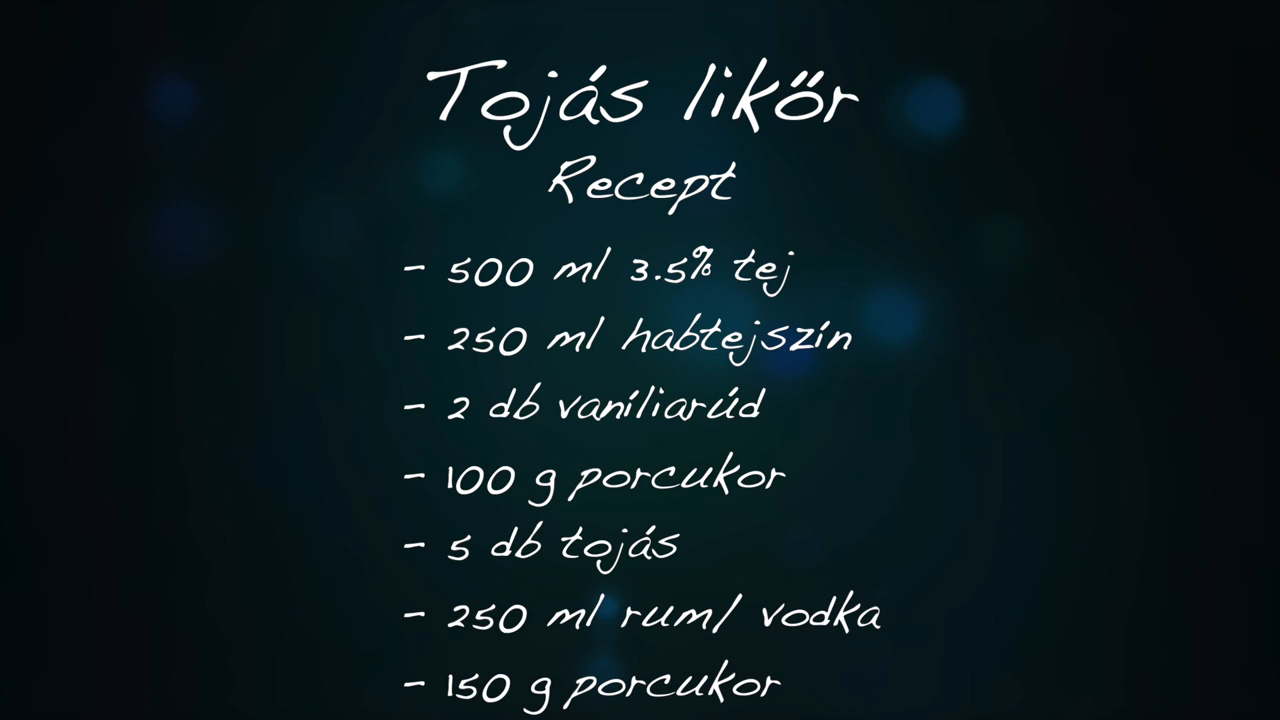 Tojás likőr
Recept
- 500 ml 3.5% tej
- 250 ml habtejszín
- 2 db vaníliarúd
- 100 g porcukor
- 5 db tojás
- 250 ml rum/ vodka
- 150 g porcukor